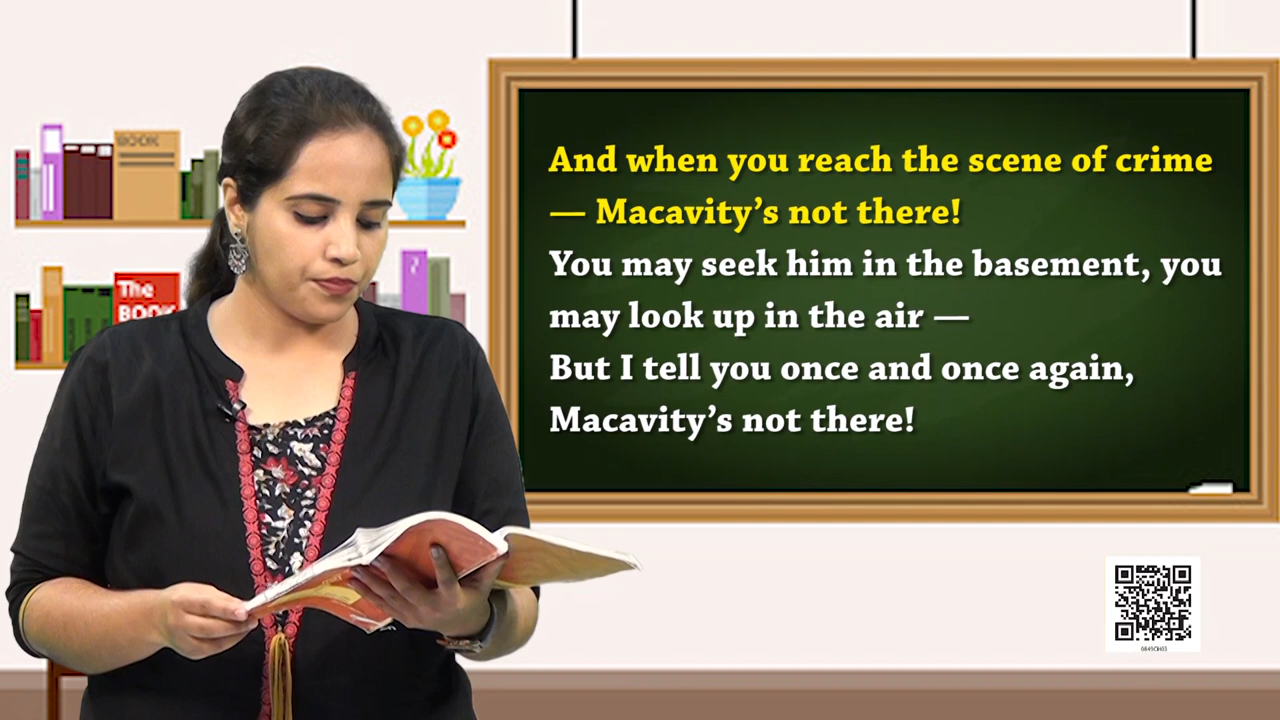 And when you reach the scene of crime
— Macavity’s not there!
You may seek him in the basement, you
may look up in the air —
But I tell you once and once again,
Macavity’s not there!
BOOK
The
BOOK
?